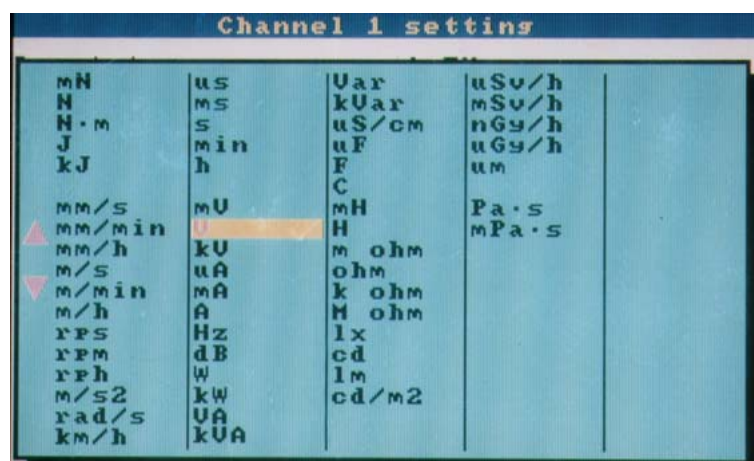 Channel 1 setting
mN us Var uSv/h
N ms kVar mSv/h
N·m s uS/cm nGy/h
J min uF uGy/h
kJ h F um
C
mm/s mV mH Pa·s
mm/min V H mPa·s
mm/h kV m ohm
m/s uA ohm
m/min mA k ohm
m/h A M ohm
rps Hz lx
rpm dB cd
rph W lm
m/s2 kW cd/m2
rad/s VA
km/h kVA